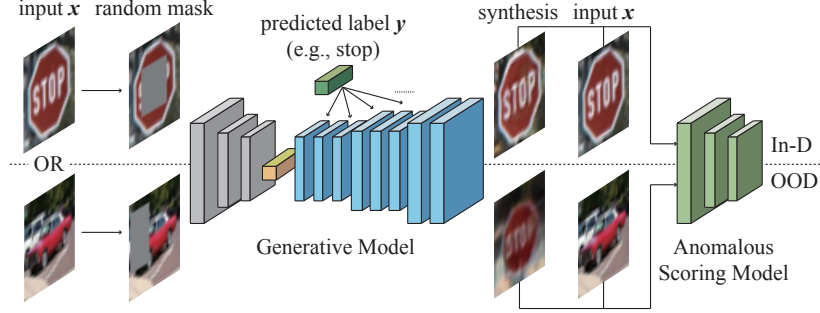 input x
random mask
predicted label y
(e.g., stop)
synthesis
input x
STOP
STOP
STOP
STOP
OR
In-D
OOD
Generative Model
STOP
Anomalous
Scoring Model